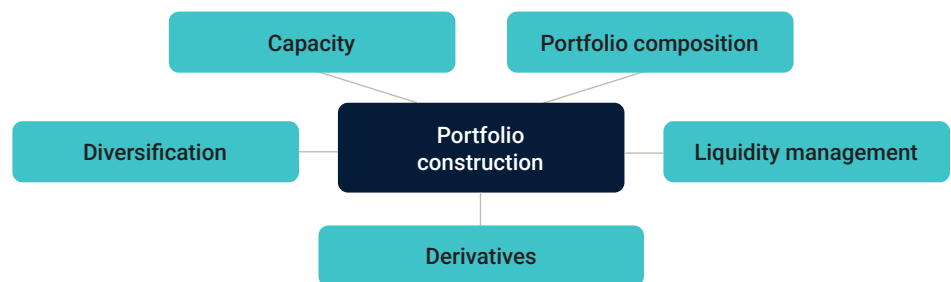 Capacity
Portfolio composition
Diversification
Portfolio
construction
Liquidity management
Derivatives